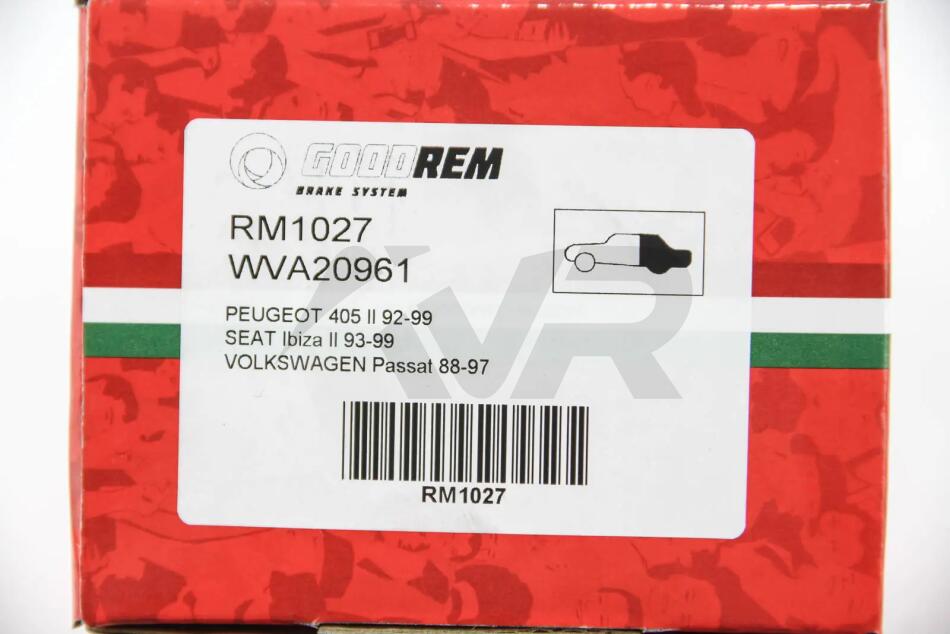 GOODREM
BRAKE SYSTEM
RM1027
WVA20961
PEUGEOT 405 II 92-99
SEAT Ibiza II 93-99
VOLKSWAGEN Passat 88-97
RM1027
VR